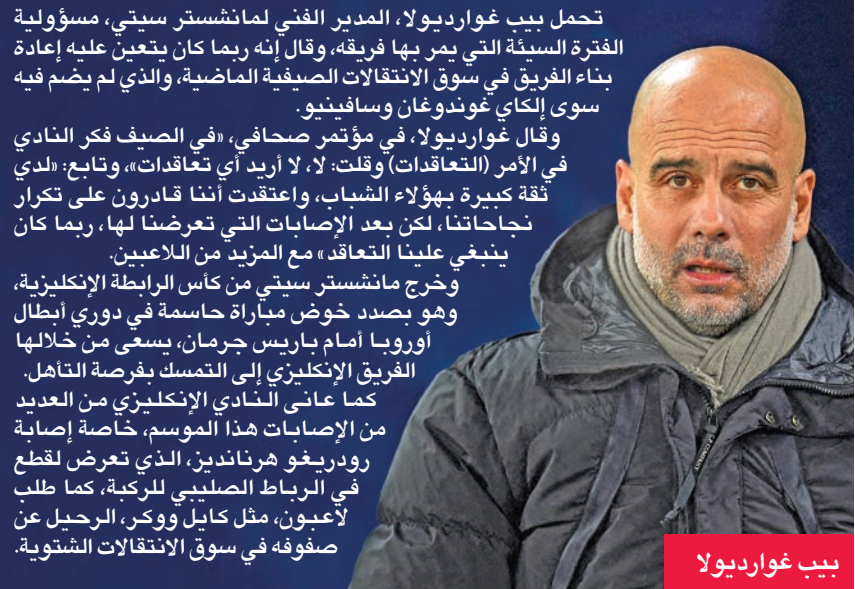 تحمل بيب غوارديولا، المدير الفني لمانشستر سيتي، مسؤولية
الفترة السيئة التي يمر بها فريقه، وقال إنه ربما كان يتعين عليه إعادة
بناء الفريق في سوق الانتقالات الصيفية الماضية، والذي لم يضم فيه
سوى إلكاي غوندوغان وسافينيو.
وقال غوارديولا، في مؤتمر صحافي، «في الصيف فكر النادي
في الأمر (التعاقدات) وقلت: لا، لا أريد أي تعاقدات»، وتابع: «لدي
ثقة كبيرة بهؤلاء الشباب، واعتقدت أننا قادرون على تكرار
نجاحاتنا، لكن بعد الإصابات التي تعرضنا لها، ربما كان
ينبغي علينا التعاقد» مع المزيد من اللاعبين.
وخرج مانشستر سيتي من كأس الرابطة الإنكليزية،
وهو بصدد خوض مباراة حاسمة في دوري أبطال
أوروبا أمام باريس جرمان، يسعى من خلالها
الفريق الإنكليزي إلى التمسك بفرصة التأهل.
كما عانى النادي الإنكليزي من العديد
من الإصابات هذا الموسم، خاصة إصابة
رودريغو هرنانديز، الذي تعرض لقطع
في الرباط الصليبي للركبة، كما طلب
لاعبون، مثل كايل ووكر، الرحيل عن
صفوفه في سوق الانتقالات الشتوية.
بيب غوارديولا